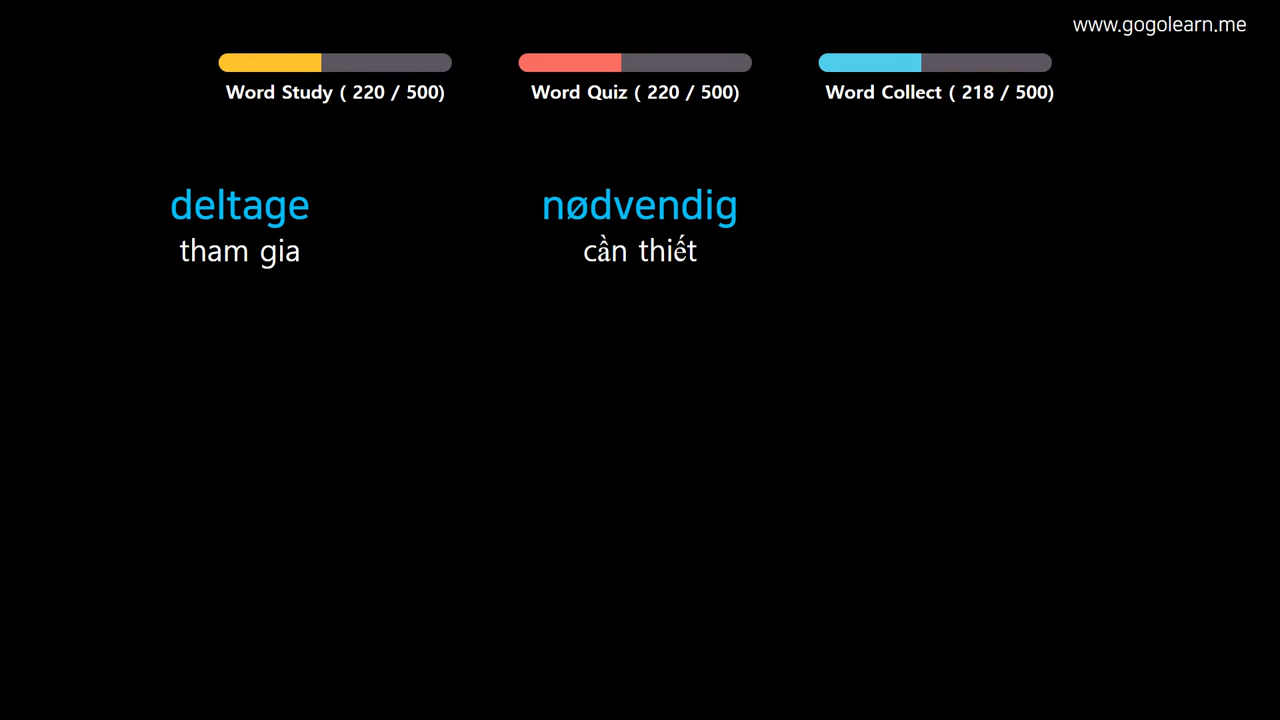 www.gogolearn.me
Word Study ( 220 / 500)
Word Quiz ( 220 / 500)
Word Collect ( 218 / 500)
deltage
tham gia
nødvendig
cần thiết